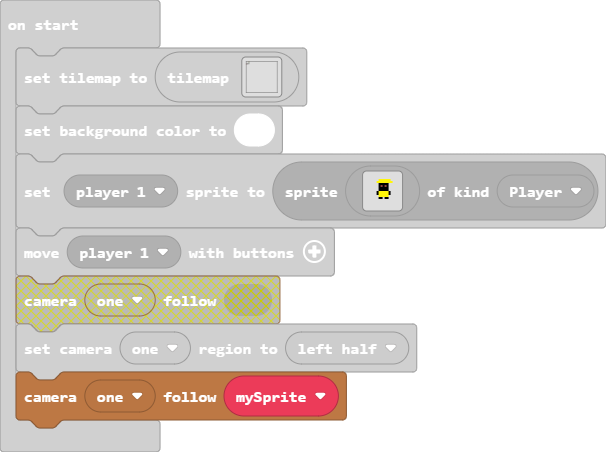 on start
set tilemap to tilemap
set background color to
set player 1 sprite to sprite of kind Player
move player 1 with buttons
camera one follow
set camera one region to left half
camera one follow mySprite